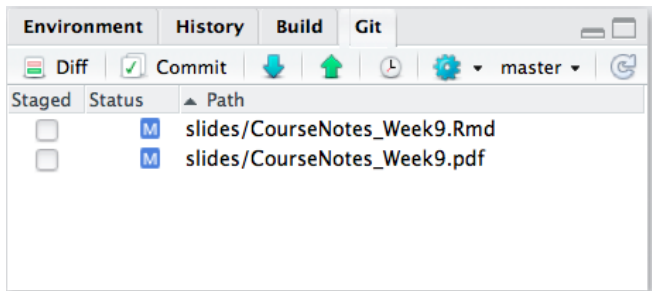 Environment History Build Git
Diff Commit master
Staged Status Path
M slides/CourseNotes_Week9.Rmd
M slides/CourseNotes_Week9.pdf